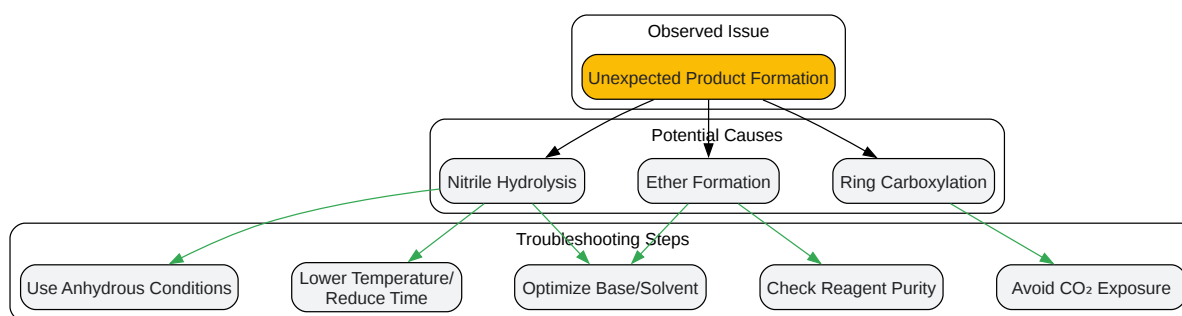 Observed Issue
Unexpected Product Formation
Potential Causes
Nitrile Hydrolysis
Ether Formation
Ring Carboxylation
Troubleshooting Steps
Use Anhydrous Conditions
Lower Temperature/
Reduce Time
Optimize Base/Solvent
Check Reagent Purity
Avoid CO₂ Exposure